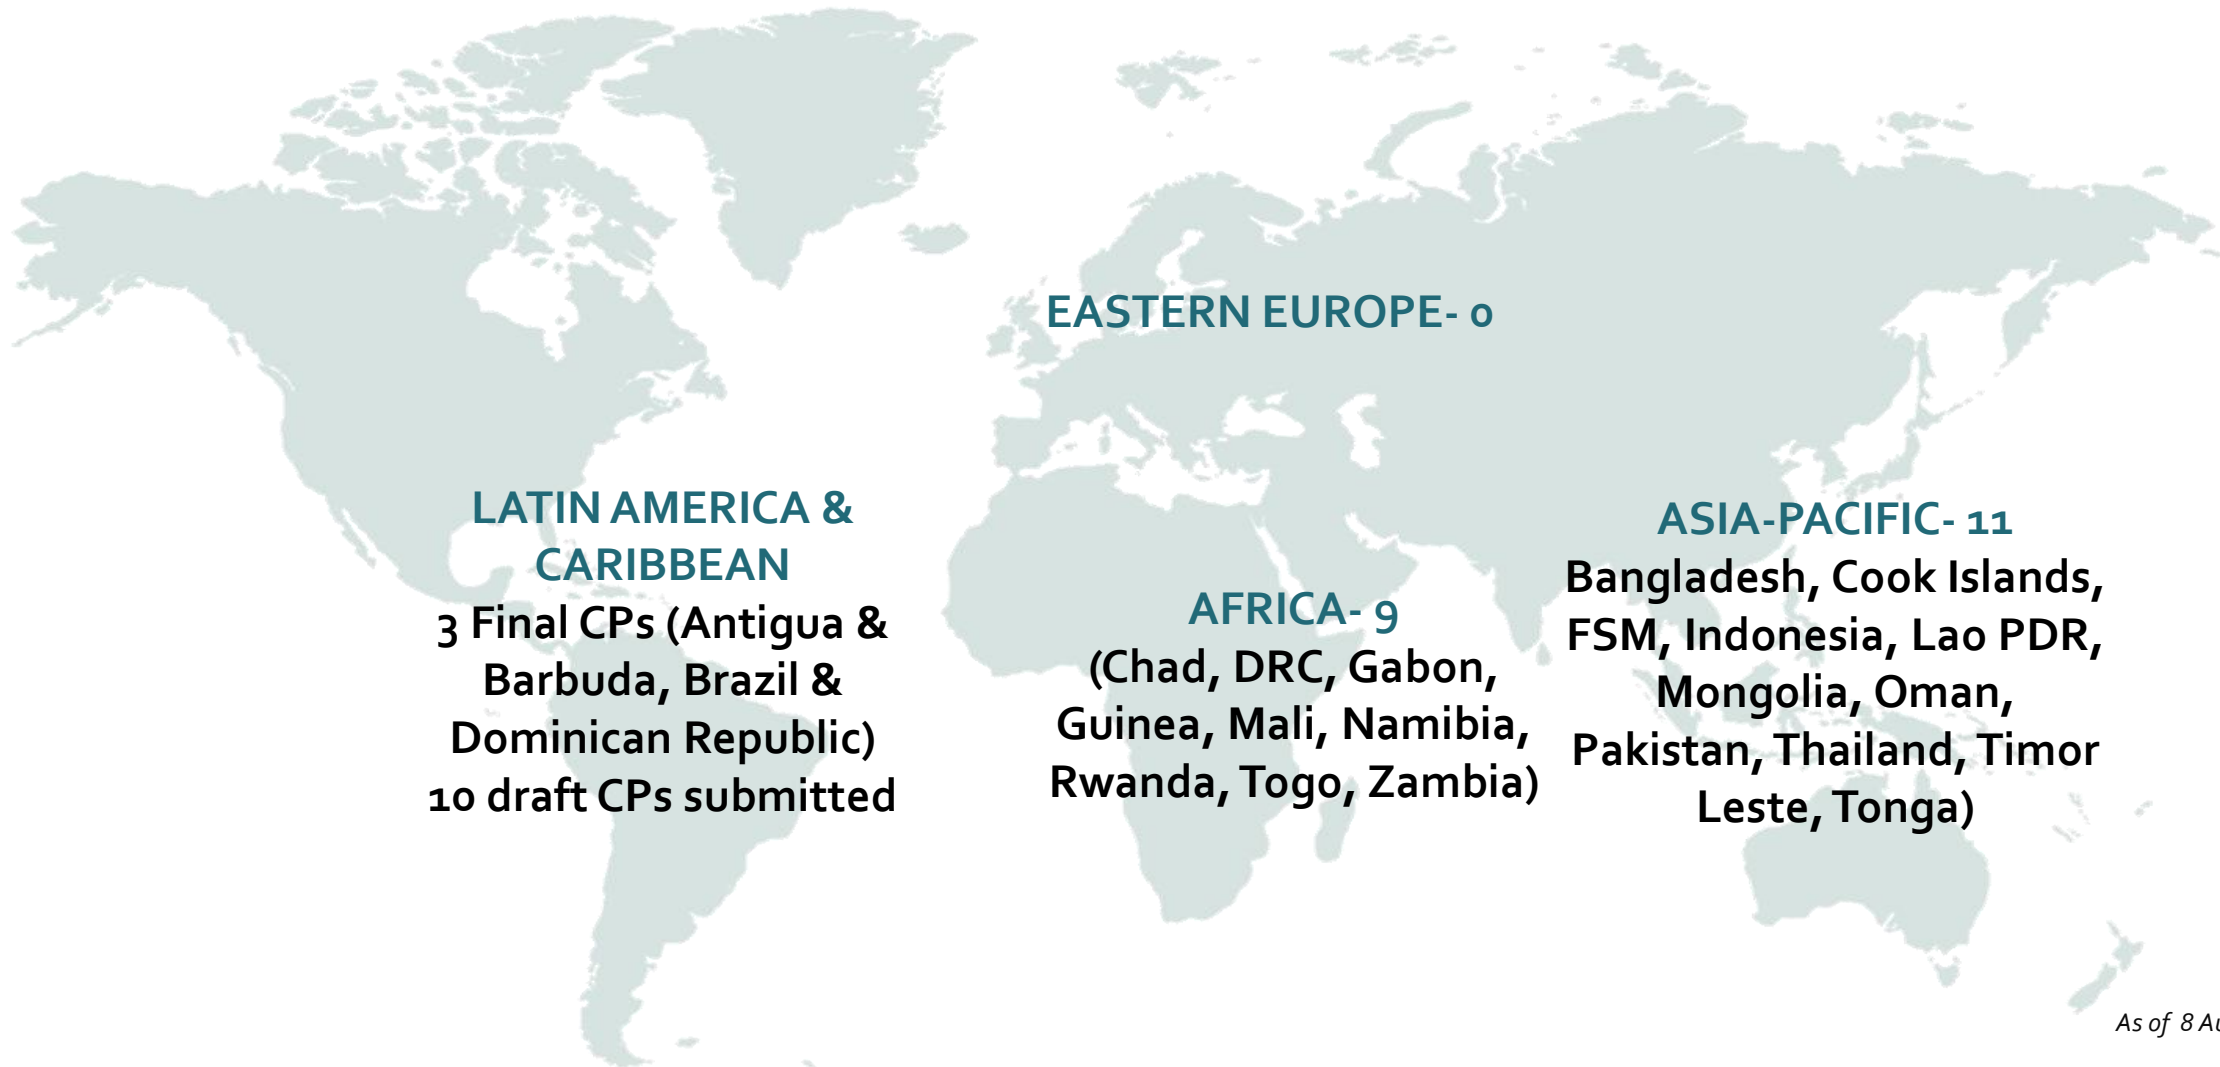 EASTERN EUROPE- 0
LATIN AMERICA &
CARIBBEAN
3 Final CPs (Antigua &
Barbuda, Brazil &
Dominican Republic)
10 draft CPs submitted
AFRICA- 9
(Chad, DRC, Gabon,
Guinea, Mali, Namibia,
Rwanda, Togo, Zambia)
ASIA-PACIFIC- 11
Bangladesh, Cook Islands,
FSM, Indonesia, Lao PDR,
Mongolia, Oman,
Pakistan, Thailand, Timor
Leste, Tonga)
As of 8